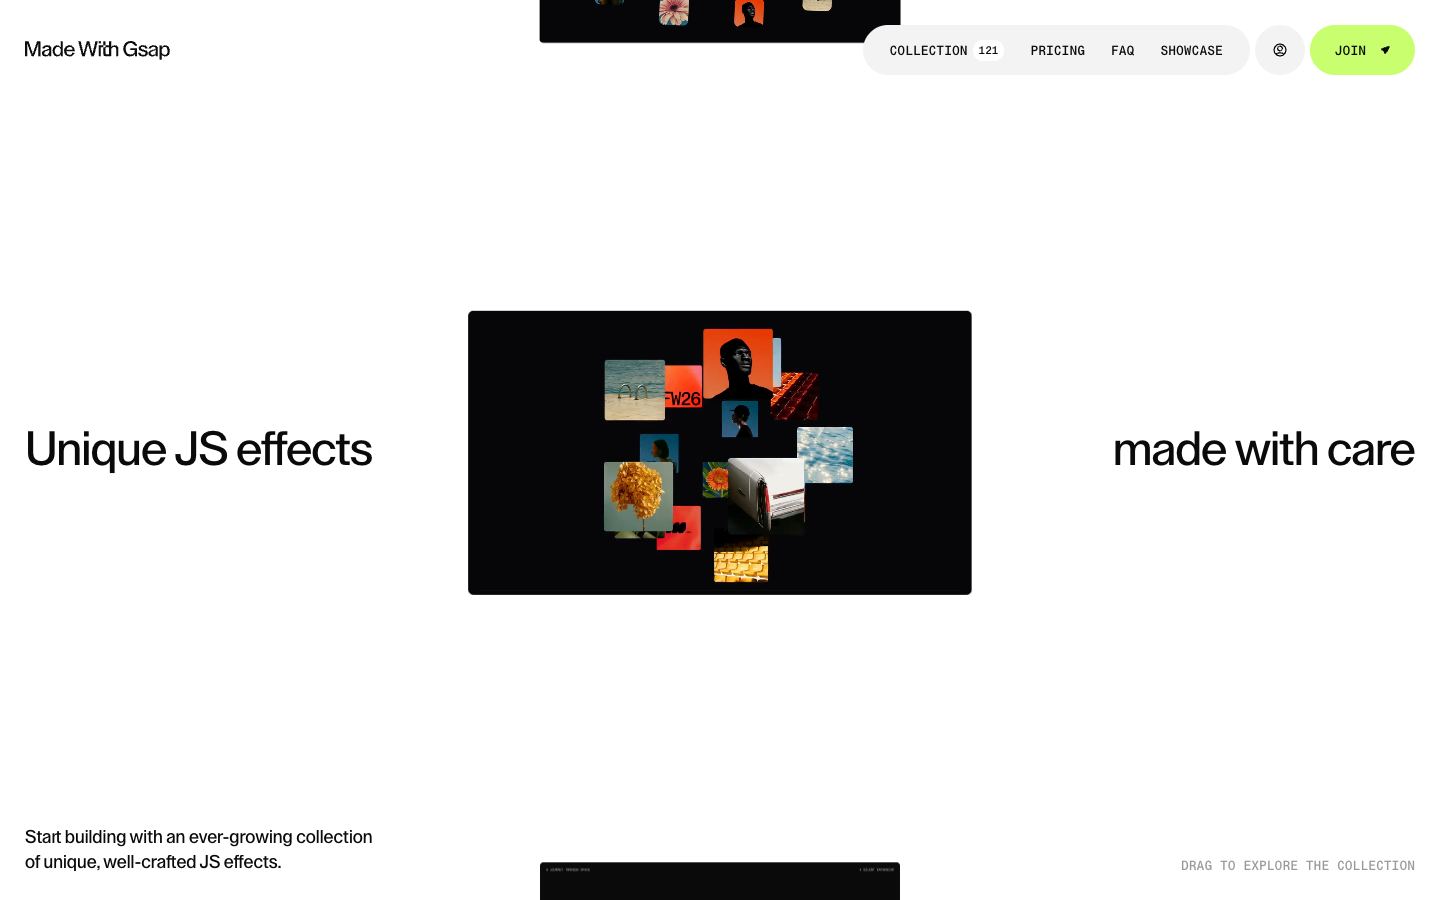 Made With Gsap
COLLECTION 121 PRICING FAQ SHOWCASE
JOIN
FW26
Unique JS effects
made with care
Start building with an ever-growing collection
of unique, well-crafted JS effects.
DRAG TO EXPLORE THE COLLECTION